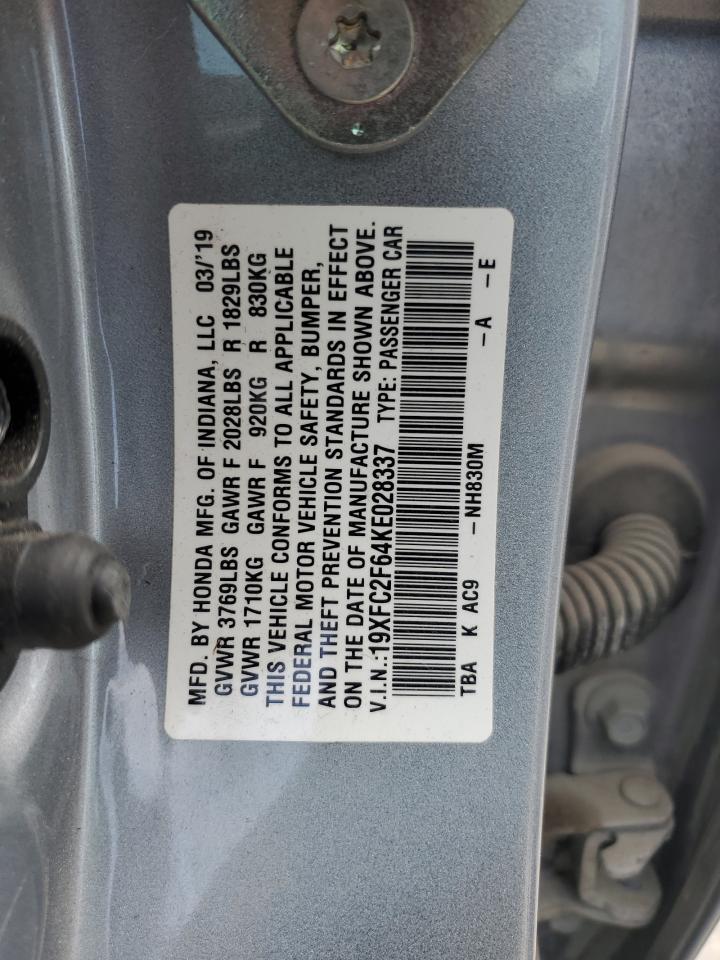 MFD. BY HONDA MFG. OF INDIANA, LLC 03/'19
GVWR 3769LBS GAWR F 2028LBS R 1829LBS
GVWR 1710KG GAWR F 920KG R 830KG
THIS VEHICLE CONFORMS TO ALL APPLICABLE
FEDERAL MOTOR VEHICLE SAFETY, BUMPER,
AND THEFT PREVENTION STANDARDS IN EFFECT
ON THE DATE OF MANUFACTURE SHOWN ABOVE.
V.I.N.:19XFC2F64KE028337 TYPE: PASSENGER CAR
TBA K AC9 -NH830M -A -E